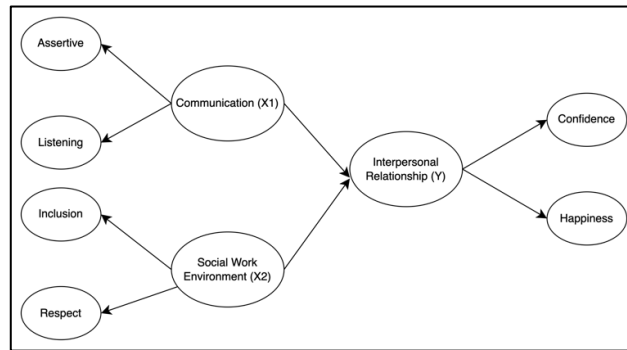 Assertive
Listening
Inclusion
Respect
Communication (X1)
Social Work
Environment (X2)
Interpersonal
Relationship (Y)
Confidence
Happiness